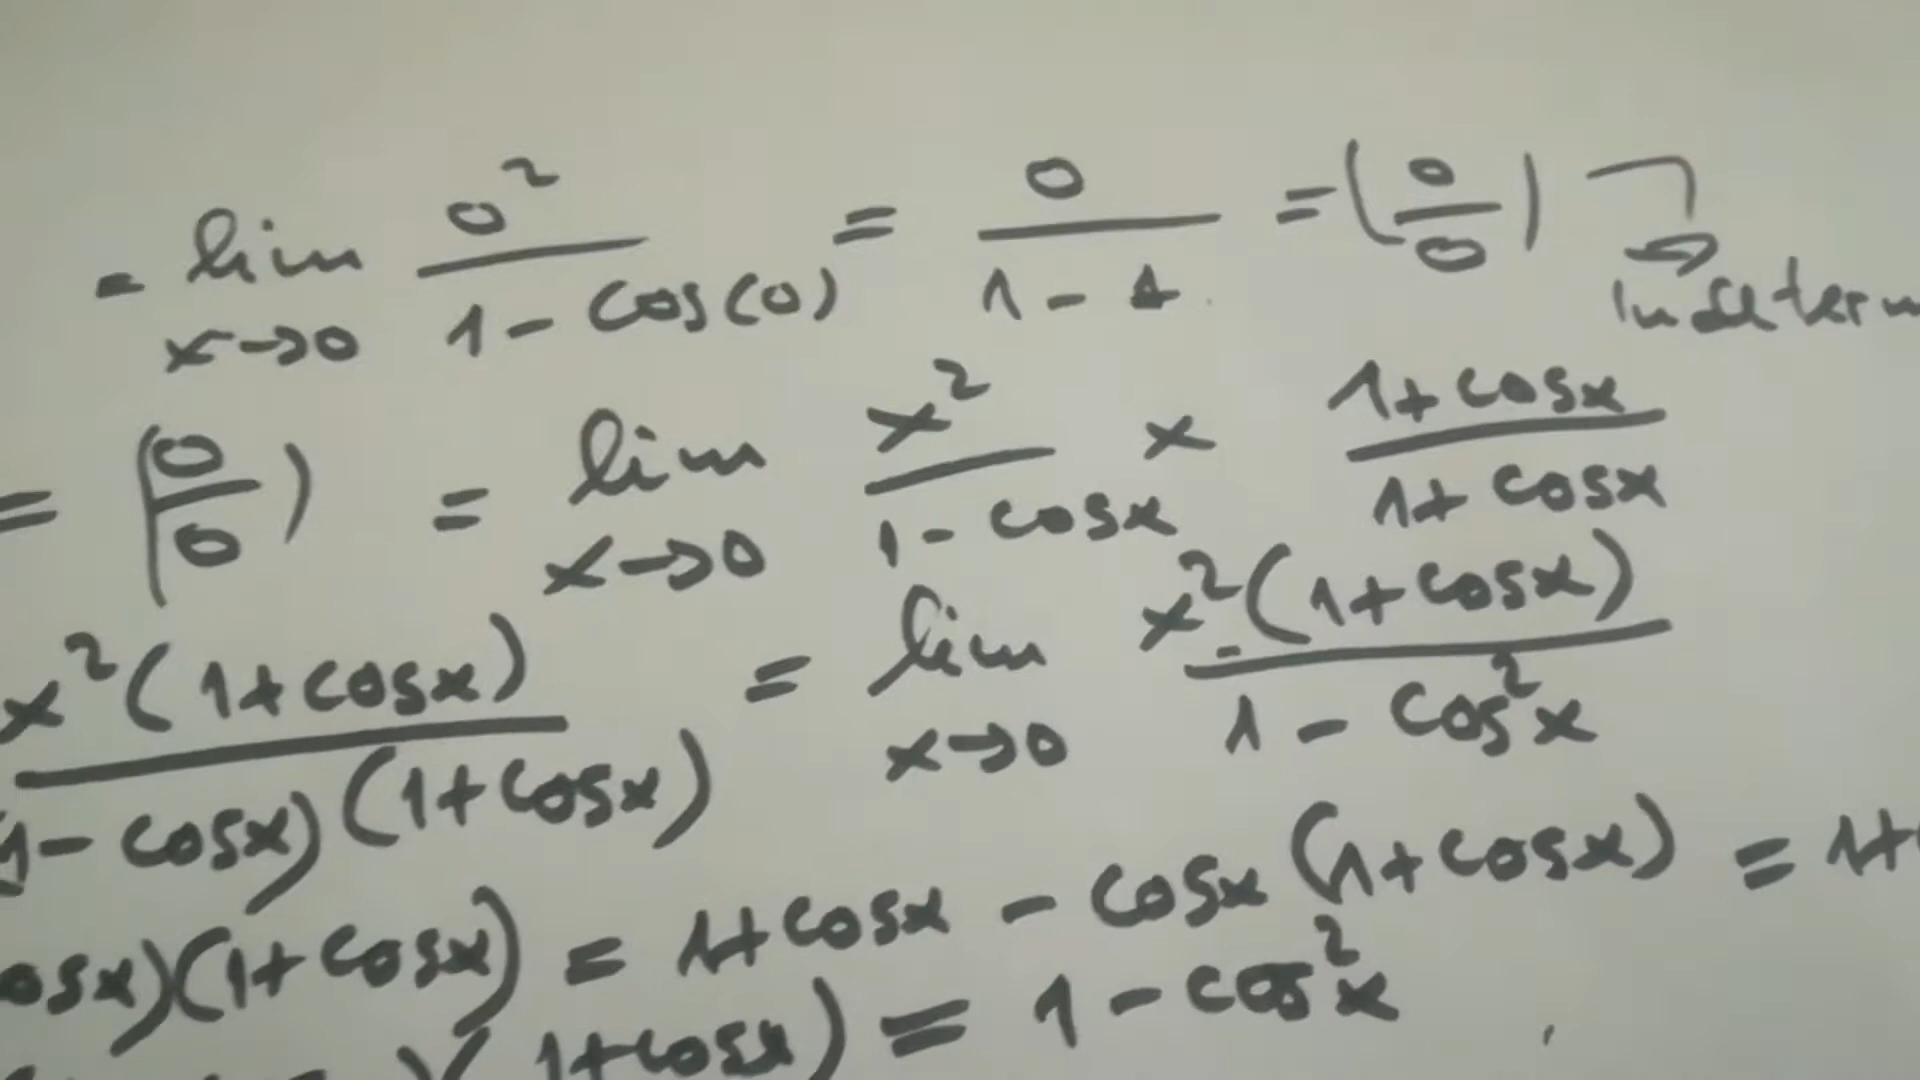 = lim x→0 0²/(1 - cos(0)) = 0/(1 - 1) = (0/0) → Indeterm
= (0/0) = lim x→0 x²/(1 - cosx) × (1 + cosx)/(1 + cosx)
x²(1 + cosx)/(1 - cosx)(1 + cosx) = lim x→0 x²(1 + cosx)/(1 - cos²x)
osx)(1 + cosx) = 1 + cosx - cosx(1 + cosx) = 1 +
1 + cosx) = 1 - cos²x